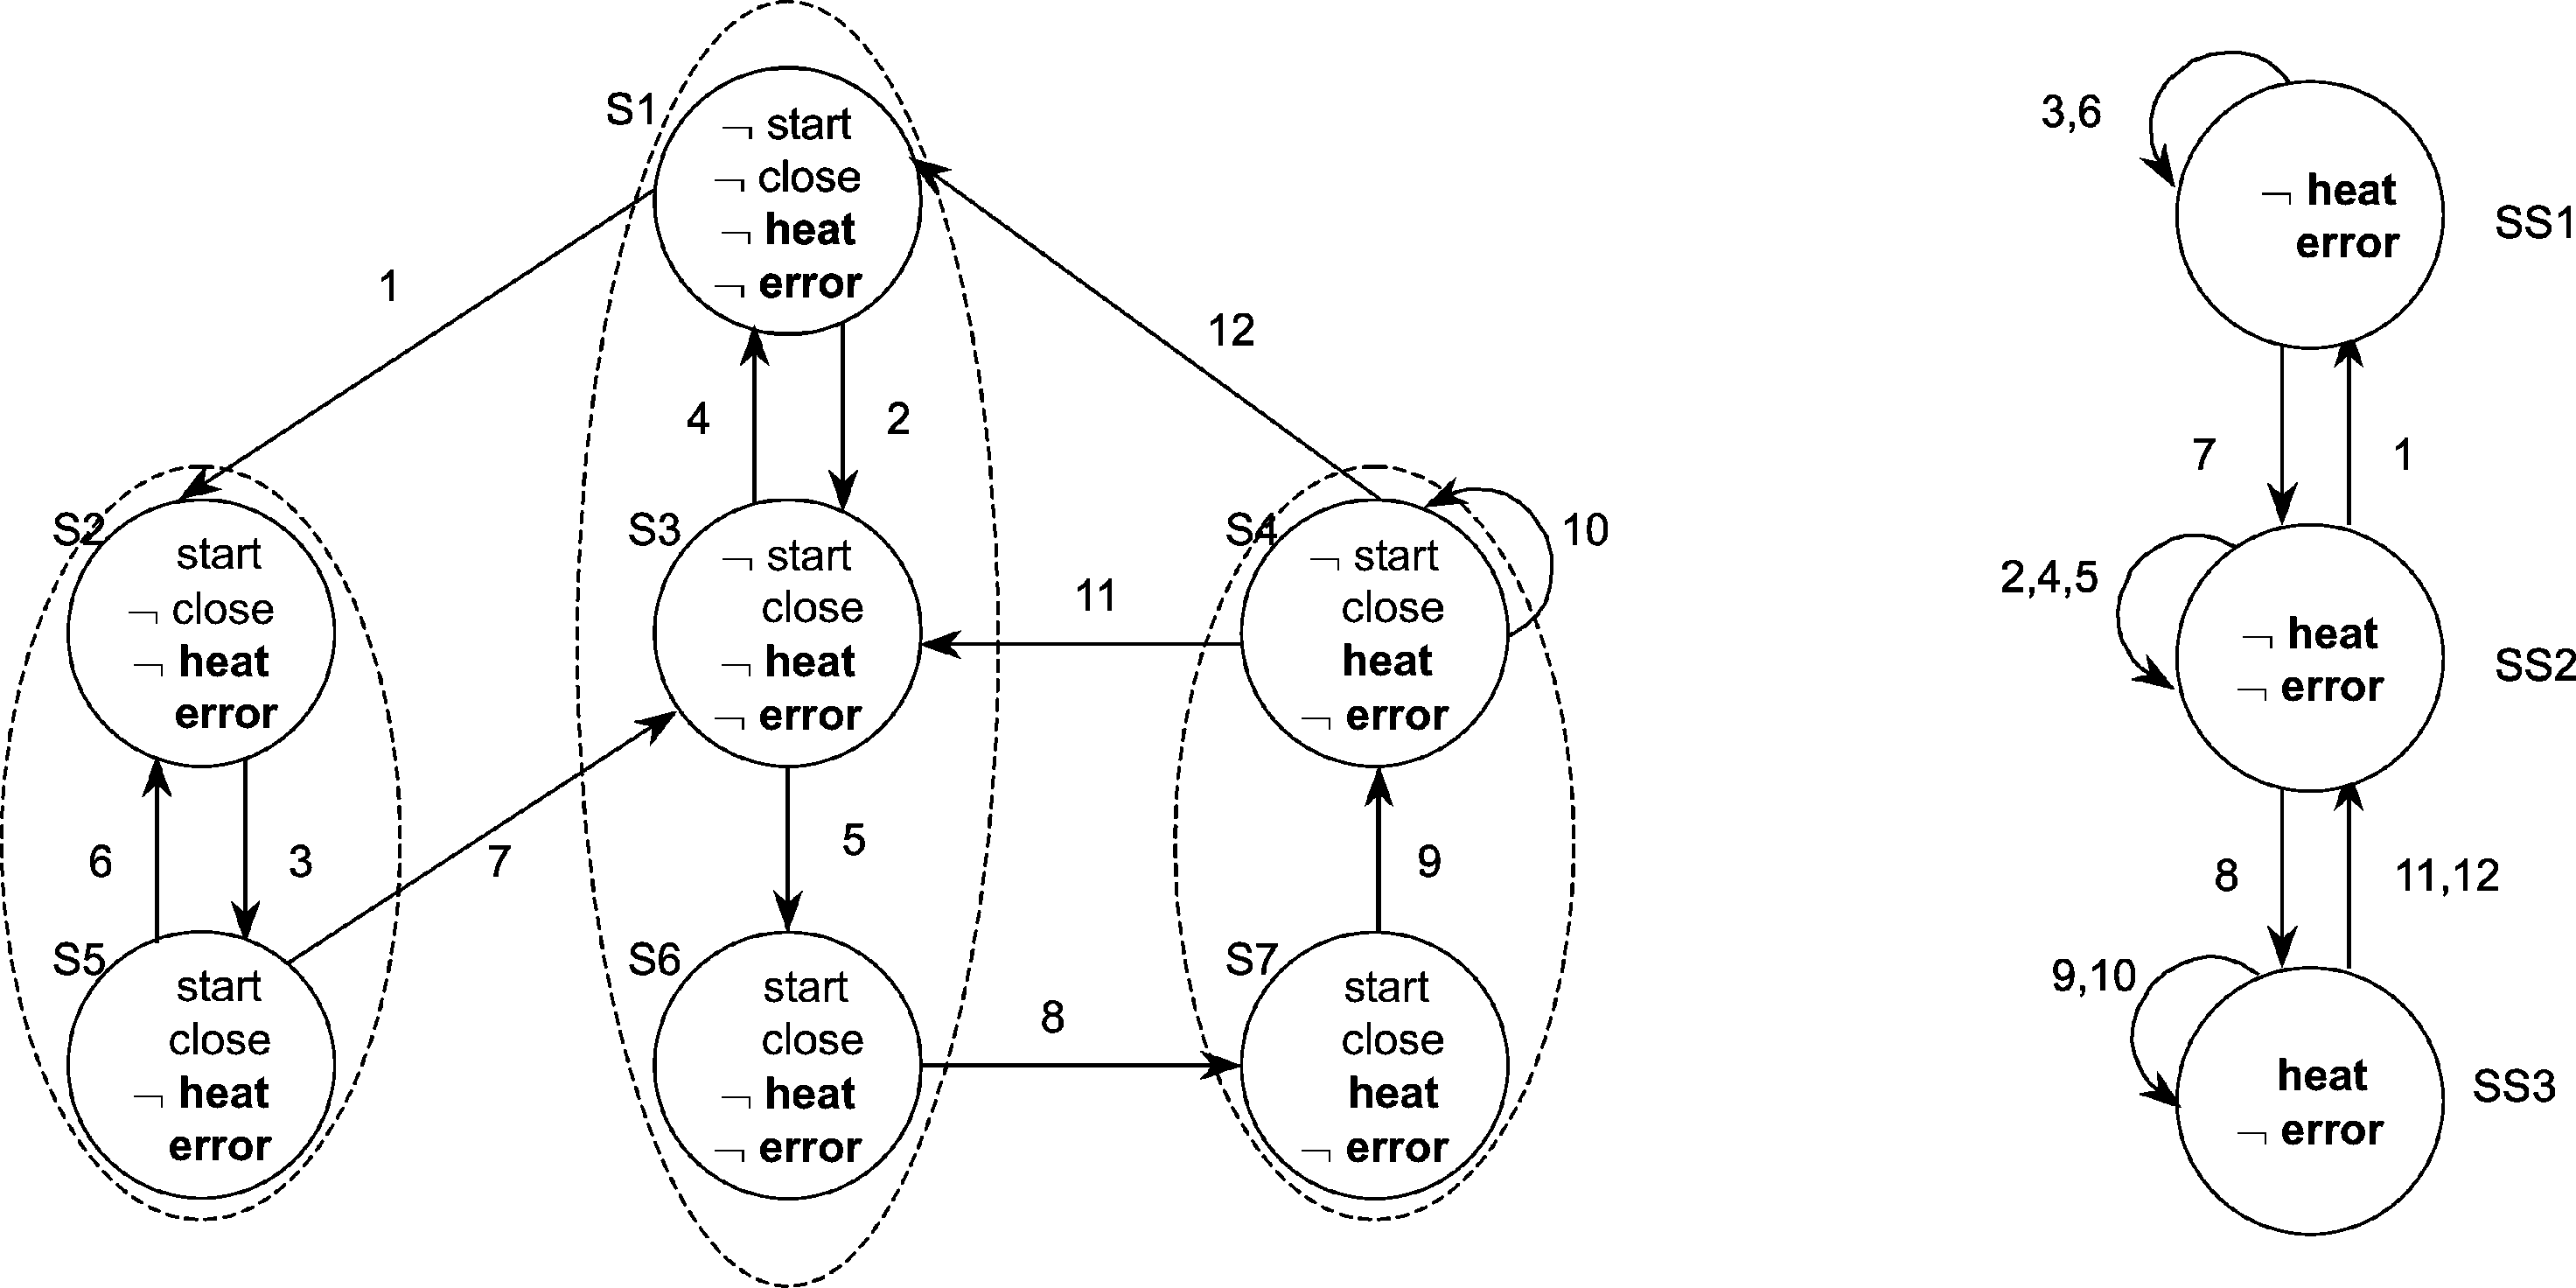 S1
¬ start
¬ close
¬ heat
¬ error
1
12
4
2
S2
start
¬ close
¬ heat
error
S3
¬ start
close
¬ heat
¬ error
11
S4
¬ start
close
heat
¬ error
10
6
3
7
5
9
S5
start
close
¬ heat
error
S6
start
close
¬ heat
¬ error
8
S7
start
close
heat
¬ error
3,6
¬ heat
error
SS1
7
1
2,4,5
¬ heat
¬ error
SS2
8
11,12
9,10
heat
¬ error
SS3